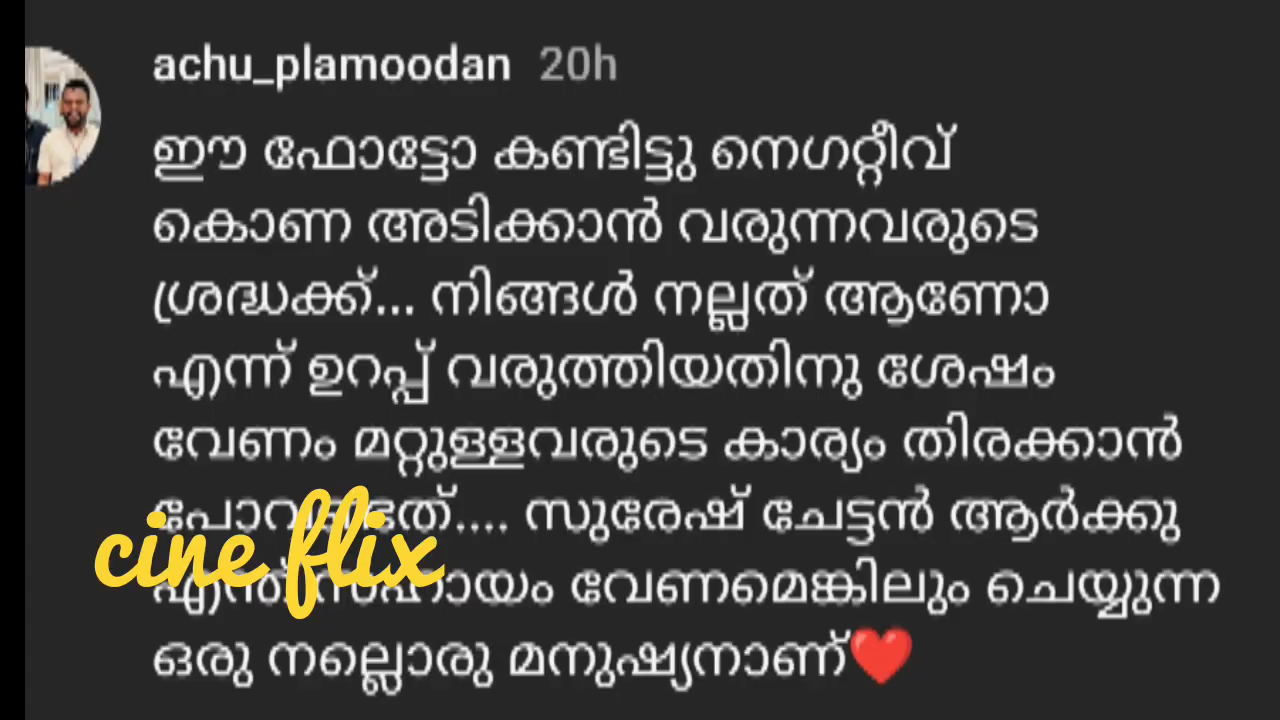 achu_plamoodan 20h
ഈ ഫോട്ടോ കണ്ടിട്ടു നെഗറ്റീവ്
കൊണ അടിക്കാൻ വരുന്നവരുടെ
ശ്രദ്ധക്ക്... നിങ്ങൾ നല്ലത് ആണോ
എന്ന് ഉറപ്പ് വരുത്തിയതിനു ശേഷം
വേണം മറ്റുള്ളവരുടെ കാര്യം തിരക്കാൻ
.... സുരേഷ് ചേട്ടൻ ആർക്കു
വേണമെങ്കിലും ചെയ്യുന്ന
ഒരു നല്ലൊരു മനുഷ്യനാണ്❤️
cine flix